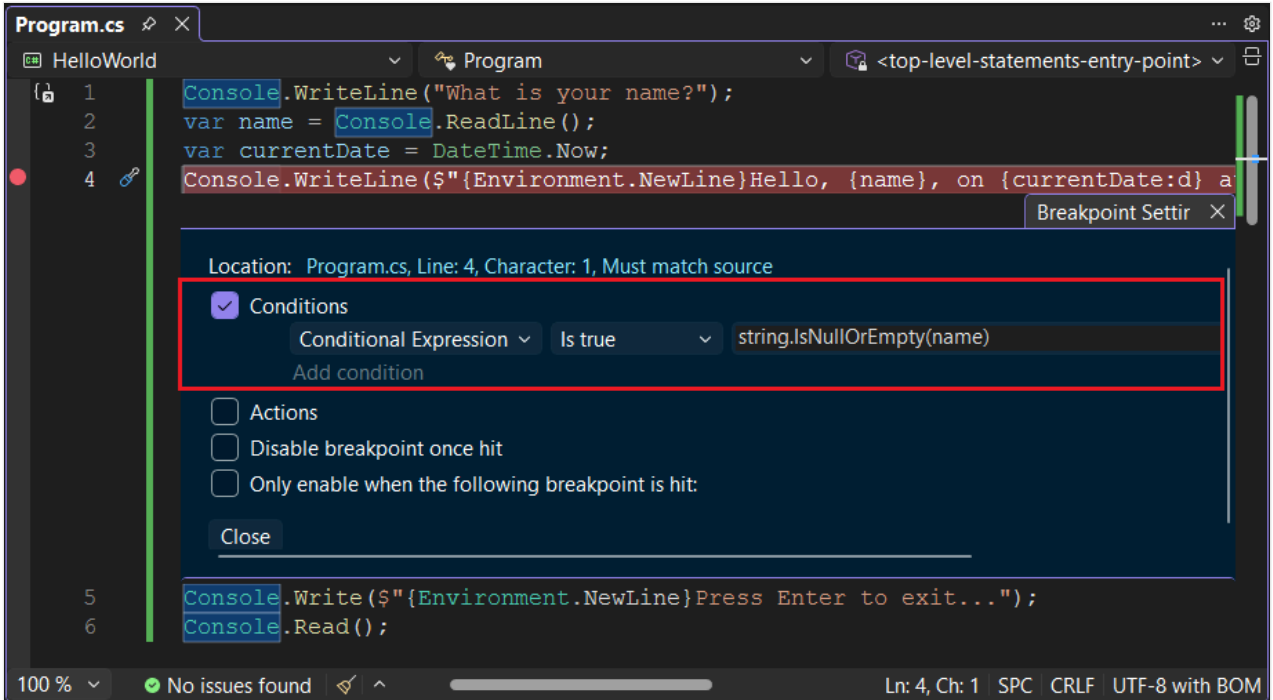 Program.cs
HelloWorld Program <top-level-statements-entry-point>
1 Console.WriteLine("What is your name?");
2 var name = Console.ReadLine();
3 var currentDate = DateTime.Now;
4 Console.WriteLine($"{Environment.NewLine}Hello, {name}, on {currentDate:d} a
Breakpoint Settir
Location: Program.cs, Line: 4, Character: 1, Must match source
Conditions
Conditional Expression Is true string.IsNullOrEmpty(name)
Add condition
Actions
Disable breakpoint once hit
Only enable when the following breakpoint is hit:
Close
5 Console.Write($"{Environment.NewLine}Press Enter to exit...");
6 Console.Read();
100 % No issues found Ln: 4, Ch: 1 SPC CRLF UTF-8 with BOM